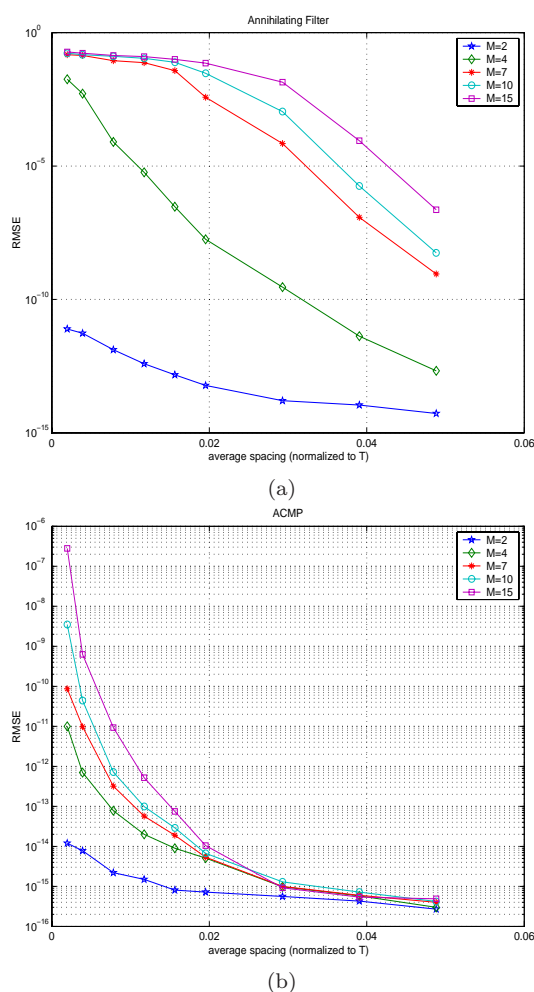 Annihilating Filter
10^0
10^-5
10^-10
10^-15
RMSE
M=2
M=4
M=7
M=10
M=15
0
0.02
0.04
0.06
average spacing (normalized to T)
(a)
ACMP
10^-6
10^-7
10^-8
10^-9
10^-10
10^-11
10^-12
10^-13
10^-14
10^-15
10^-16
RMSE
M=2
M=4
M=7
M=10
M=15
0
0.02
0.04
0.06
average spacing (normalized to T)
(b)